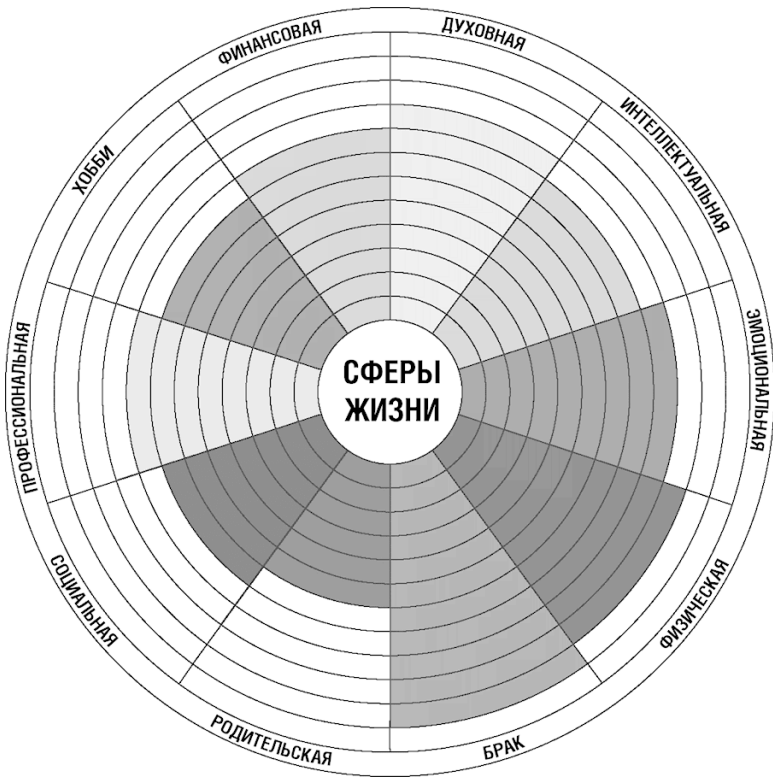 ФИНАНСОВАЯ
ДУХОВНАЯ
ИНТЕЛЛЕКТУАЛЬНАЯ
ЭМОЦИОНАЛЬНАЯ
ФИЗИЧЕСКАЯ
БРАК
РОДИТЕЛЬСКАЯ
СОЦИАЛЬНАЯ
ПРОФЕССИОНАЛЬНАЯ
ХОББИ
СФЕРЫ
ЖИЗНИ